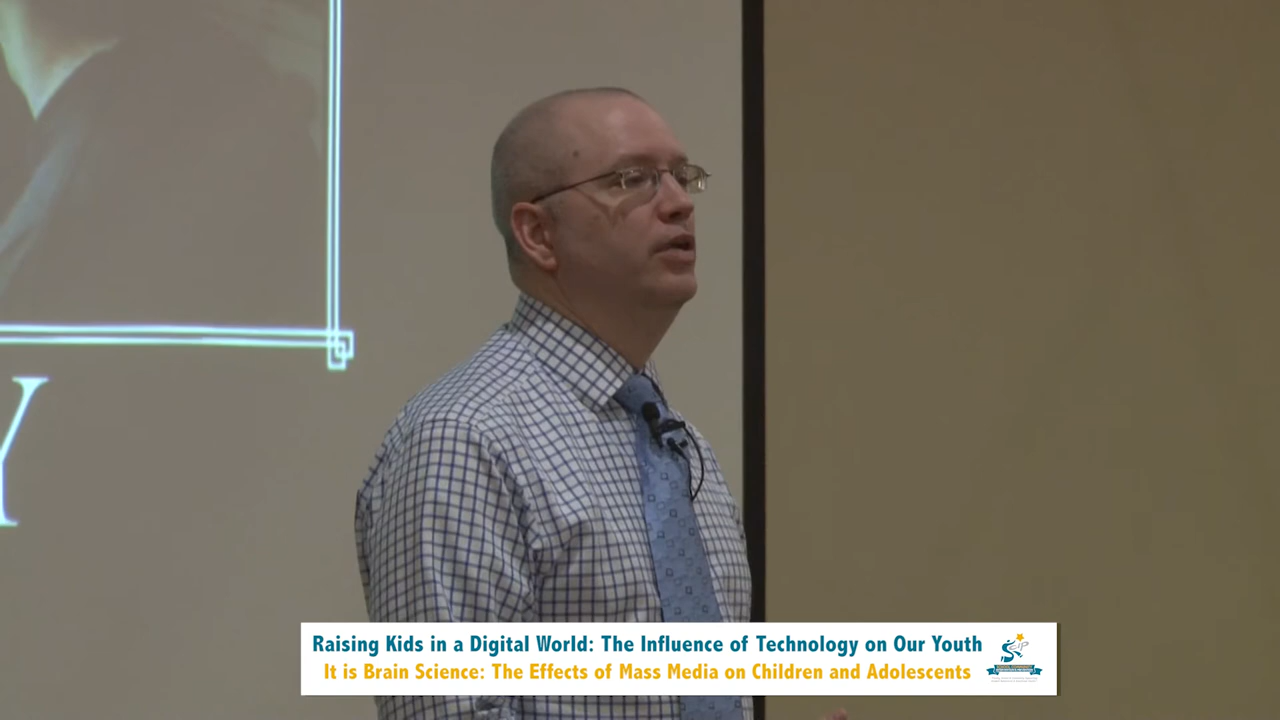 Y
Raising Kids in a Digital World: The Influence of Technology on Our Youth
It is Brain Science: The Effects of Mass Media on Children and Adolescents